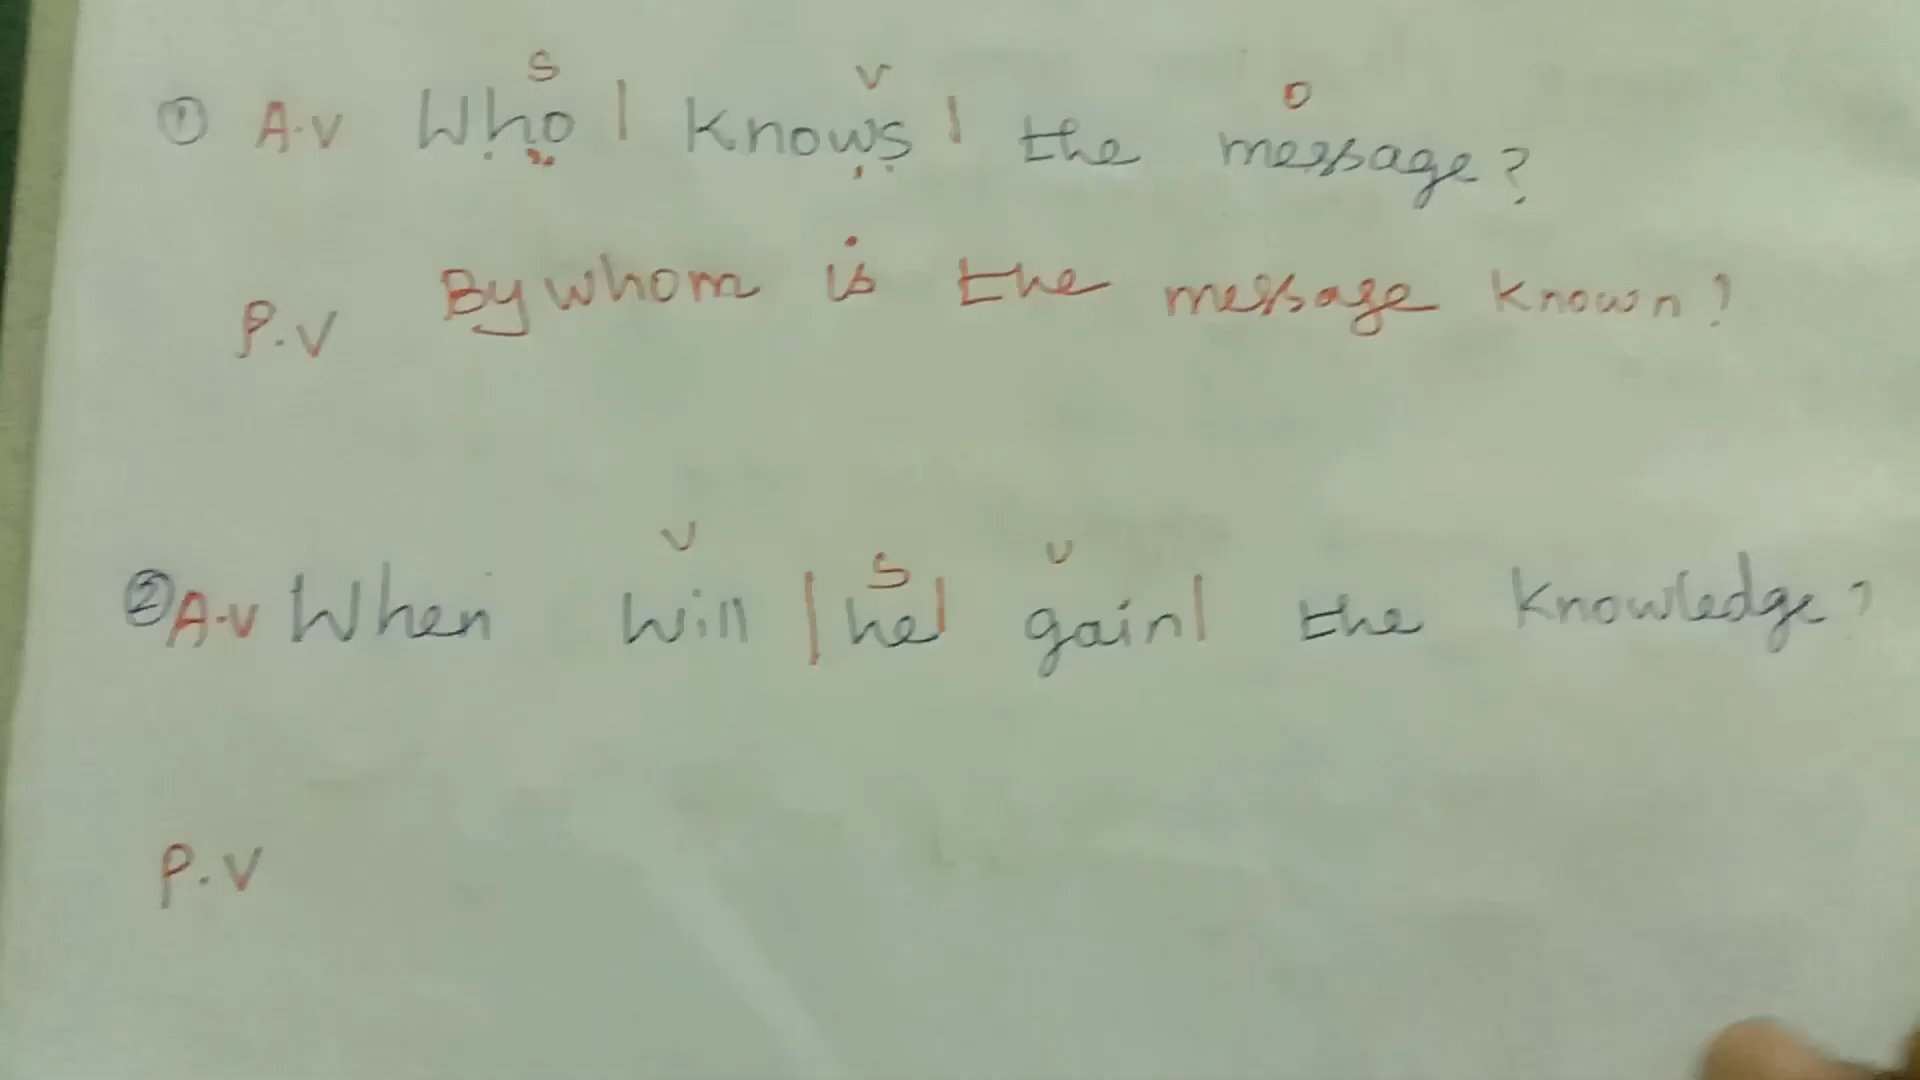 S V O
① A.V Who | knows | the message?
P.V By whom is the message known?
V S V
② A.V When will | he | gain | the knowledge?
P.V